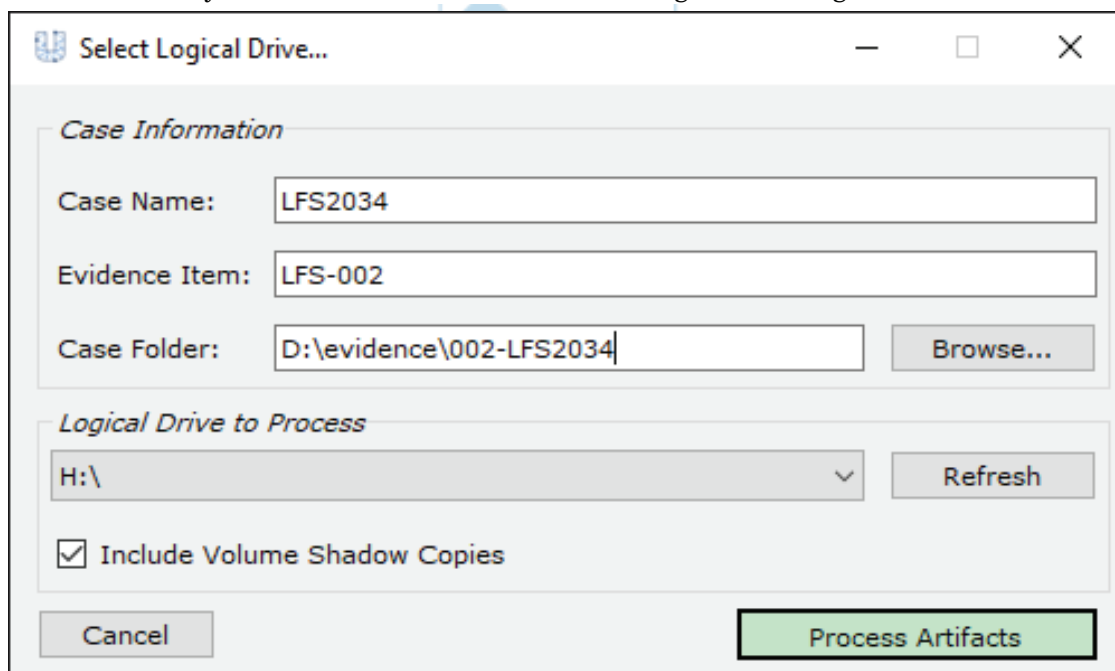 Select Logical Drive...
Case Information
Case Name: LFS2034
Evidence Item: LFS-002
Case Folder: D:\evidence\002-LFS2034 Browse...
Logical Drive to Process
H:\ Refresh
Include Volume Shadow Copies
Cancel Process Artifacts